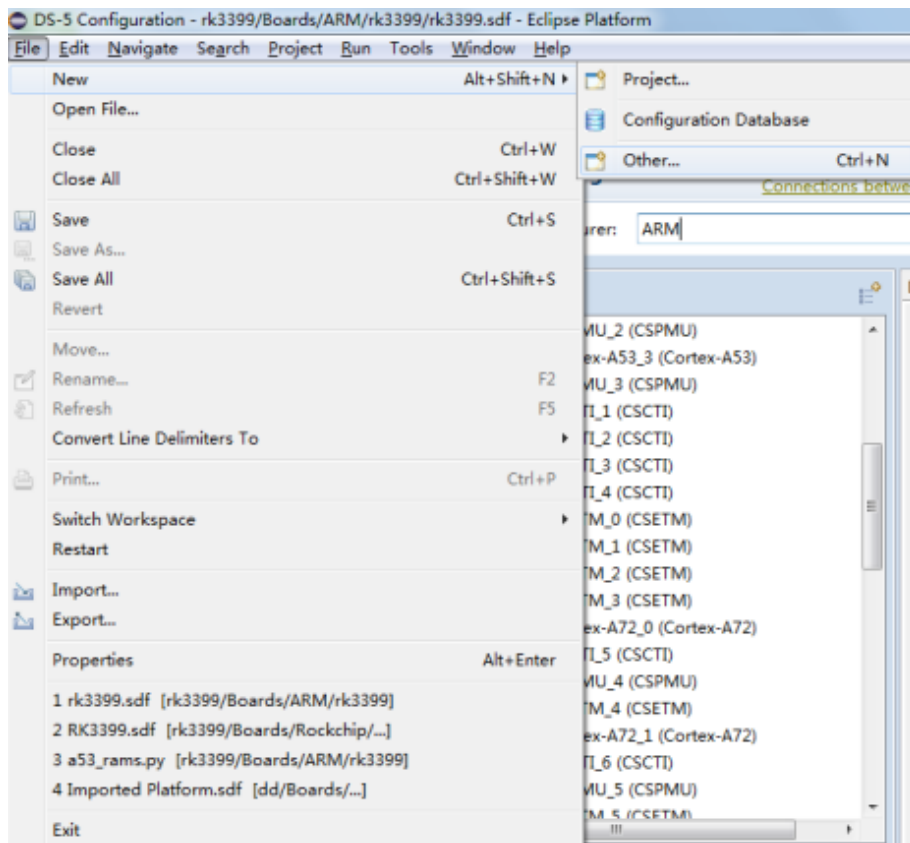 DS-5 Configuration - rk3399/Boards/ARM/rk3399/rk3399.sdf - Eclipse Platform
File Edit Navigate Search Project Run Tools Window Help
New Alt+Shift+N
Open File...
Close Ctrl+W
Close All Ctrl+Shift+W
Save Ctrl+S
Save As...
Save All Ctrl+Shift+S
Revert
Move...
Rename... F2
Refresh F5
Convert Line Delimiters To
Print... Ctrl+P
Switch Workspace
Restart
Import...
Export...
Properties Alt+Enter
1 rk3399.sdf [rk3399/Boards/ARM/rk3399]
2 RK3399.sdf [rk3399/Boards/Rockchip/...]
3 a53_rams.py [rk3399/Boards/ARM/rk3399]
4 Imported Platform.sdf [dd/Boards/...]
Exit
Project...
Configuration Database
Other... Ctrl+N
Connections betwe
urer: ARM
MU_2 (CSPMU)
ex-A53_3 (Cortex-A53)
MU_3 (CSPMU)
TI_1 (CSCTI)
TI_2 (CSCTI)
TI_3 (CSCTI)
TI_4 (CSCTI)
TM_0 (CSETM)
TM_1 (CSETM)
TM_2 (CSETM)
TM_3 (CSETM)
ex-A72_0 (Cortex-A72)
TI_5 (CSCTI)
MU_4 (CSPMU)
TM_4 (CSETM)
ex-A72_1 (Cortex-A72)
TI_6 (CSCTI)
MU_5 (CSPMU)
TM_5 (CSETM)